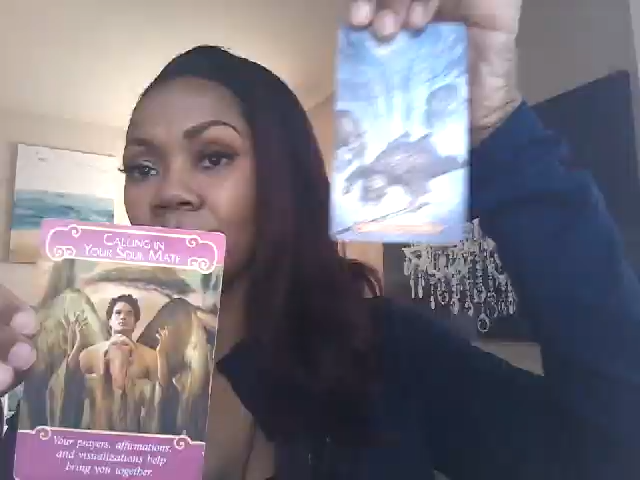 Calling in
Your Soul Mate
Your prayers, affirmations,
and visualizations help
bring you together.